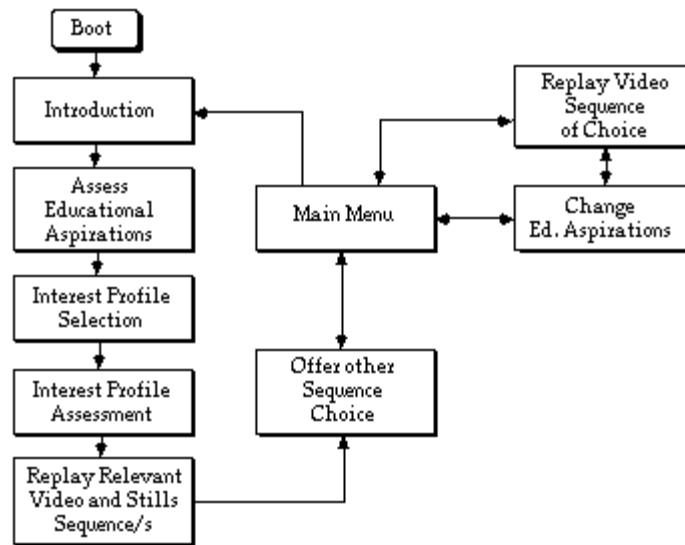 Boot
Introduction
Assess
Educational
Aspirations
Interest Profile
Selection
Interest Profile
Assessment
Replay Relevant
Video and Stills
Sequence/s
Main Menu
Offer other
Sequence
Choice
Replay Video
Sequence
of Choice
Change
Ed. Aspirations